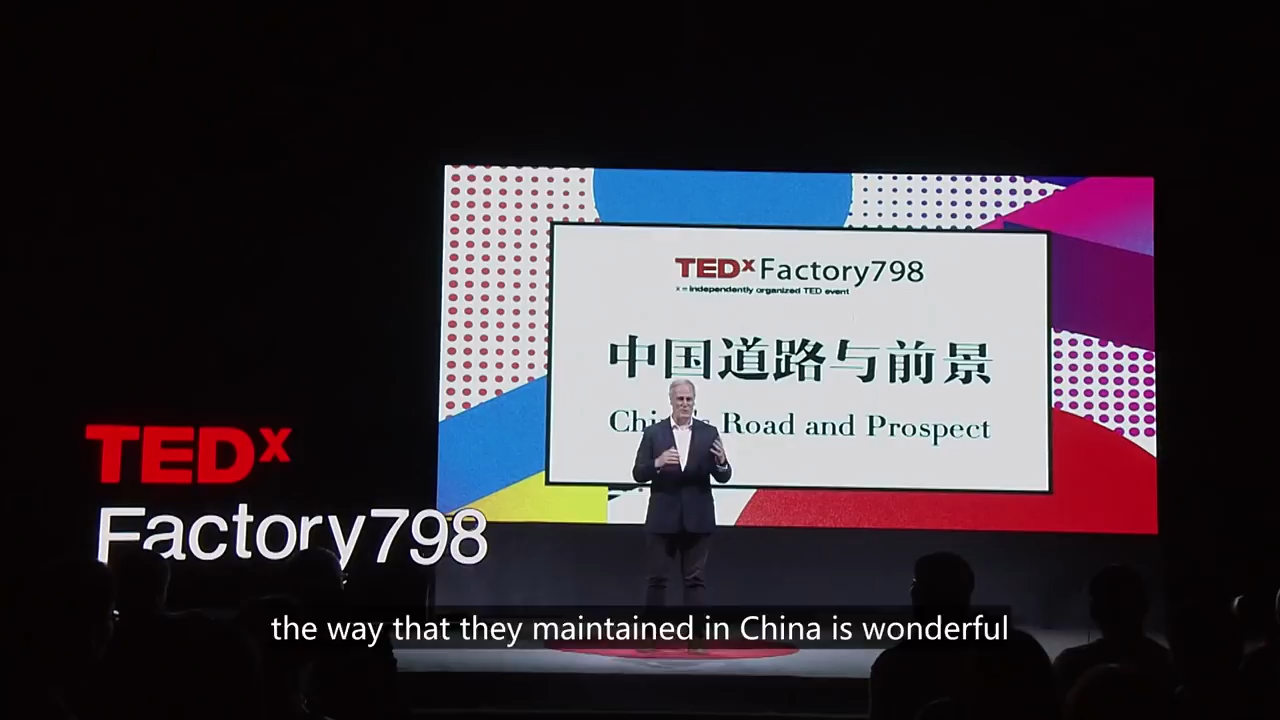 TEDx Factory798
x = independently organized TED event
中国道路与前景
China's Road and Prospect
TEDx
Factory798
the way that they maintained in China is wonderful